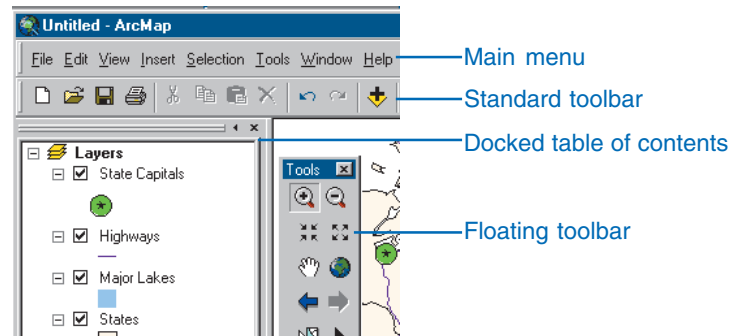 Untitled - ArcMap
File Edit View Insert Selection Tools Window Help
Main menu
Standard toolbar
Docked table of contents
Layers
State Capitals
Highways
Major Lakes
States
Tools
Floating toolbar